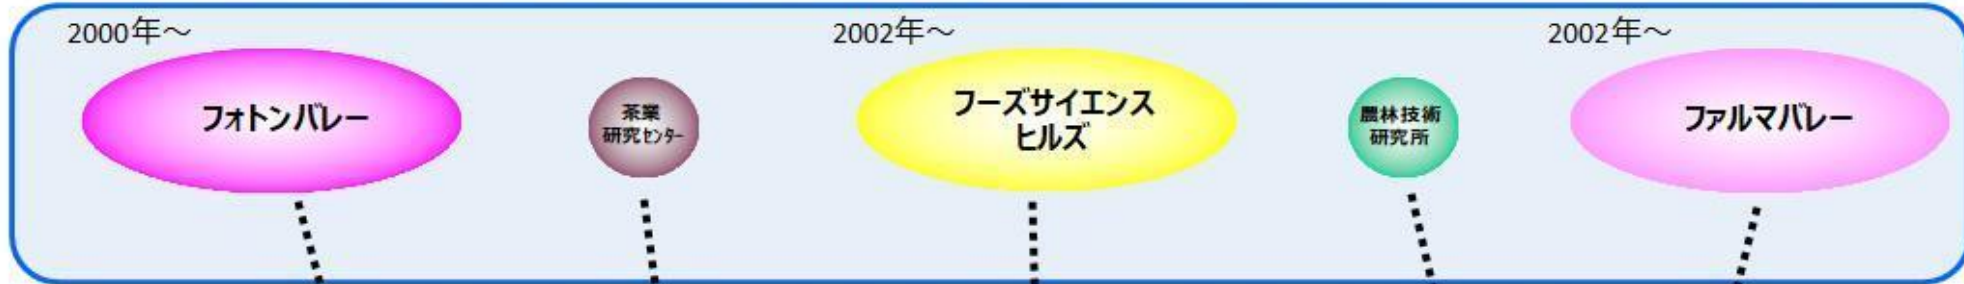 2000年～
2002年～
2002年～
フォトンバレー
茶業
研究センター
フーズサイエンス
ヒルズ
農林技術
研究所
ファルマバレー